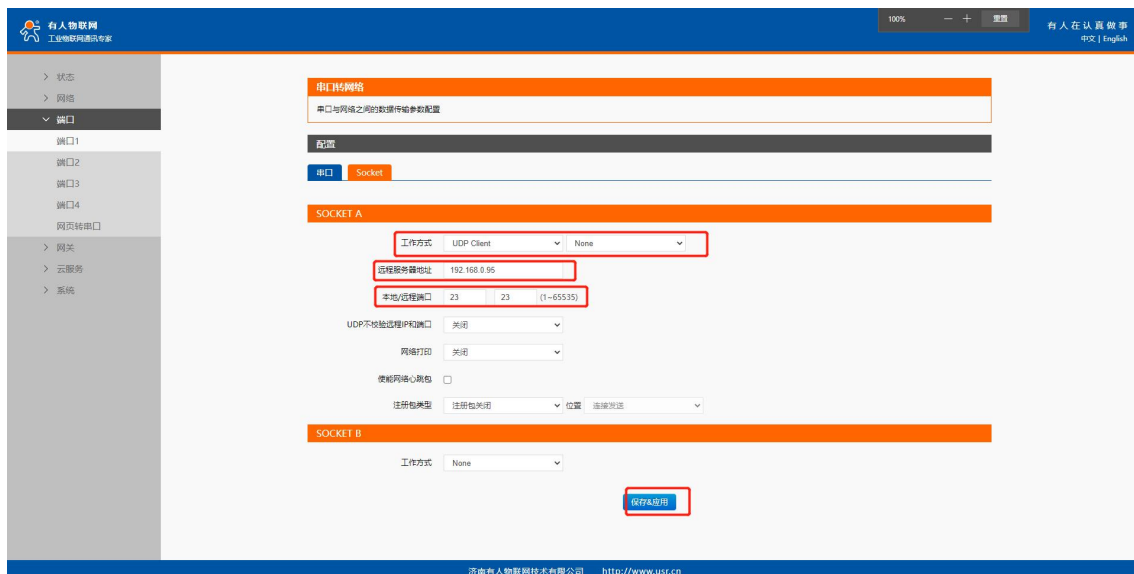 有人物联网
工业物联网通讯专家
100%
重置
有人在认真做事
中文 | English
状态
网络
端口
端口1
端口2
端口3
端口4
网页转串口
网关
云服务
系统
串口转网络
串口与网络之间的数据传输参数配置
配置
串口 Socket
SOCKET A
工作方式 UDP Client None
远程服务器地址 192.168.0.95
本地/远程端口 23 23 (1~65535)
UDP不校验远程IP和端口 关闭
网络打印 关闭
使能网络心跳包
注册包类型 注册包关闭 位置 连接发送
SOCKET B
工作方式 None
保存&应用
济南有人物联网技术有限公司 http://www.usr.cn